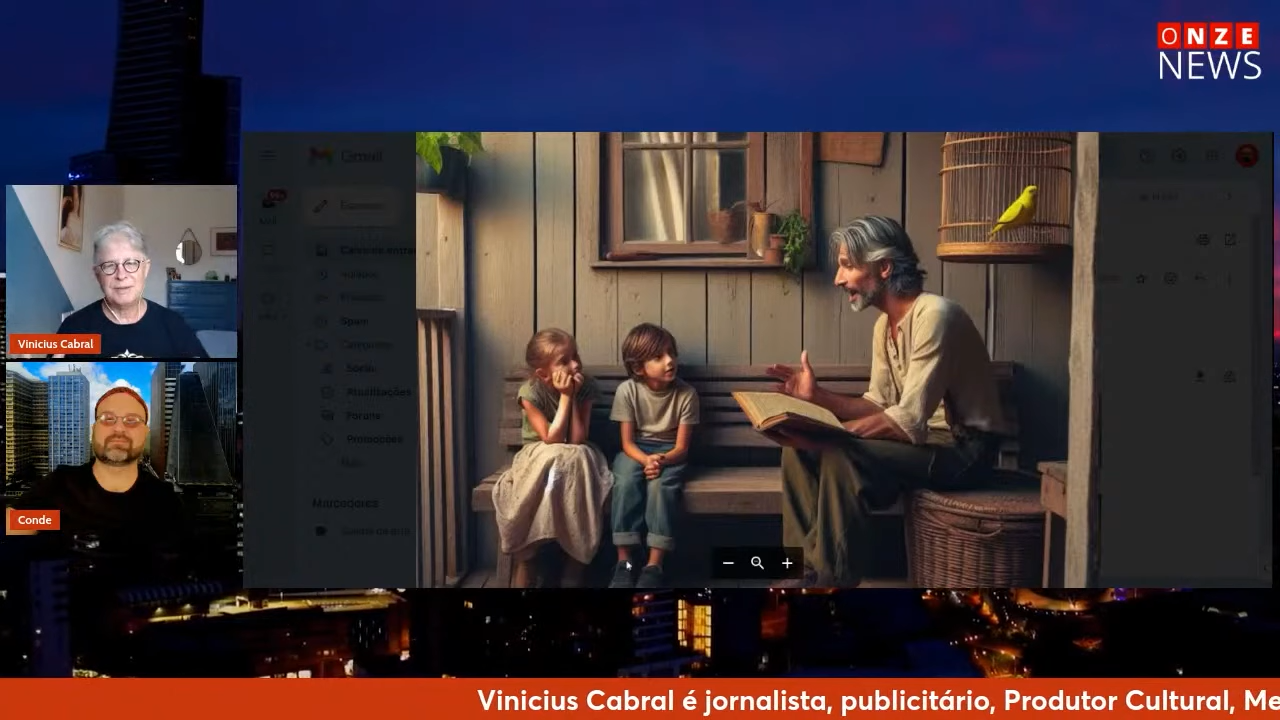 ONZE
NEWS
Gmail
Vinicius Cabral
Conde
Spam
Social
Atualizações
Fóruns
Promoções
Mais
Marcadores
Vinicius Cabral é jornalista, publicitário, Produtor Cultural, Me